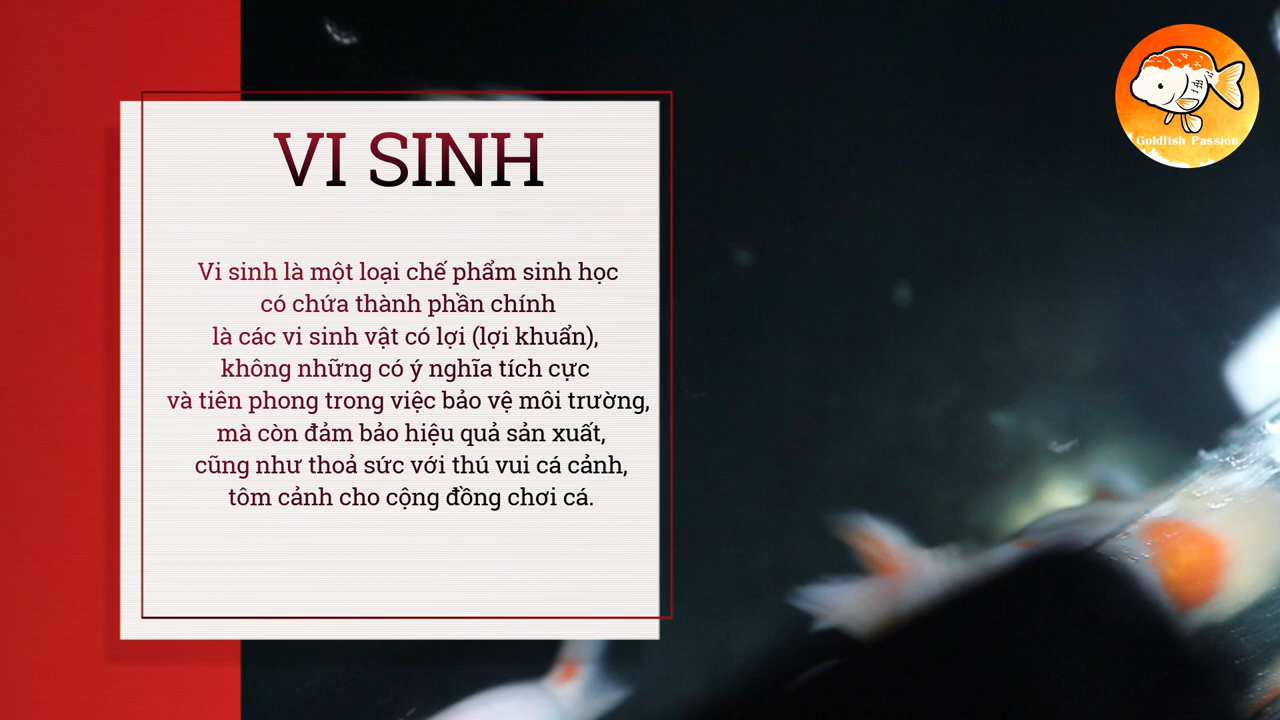 VI SINH
Vi sinh là một loại chế phẩm sinh học
có chứa thành phần chính
là các vi sinh vật có lợi (lợi khuẩn),
không những có ý nghĩa tích cực
và tiên phong trong việc bảo vệ môi trường,
mà còn đảm bảo hiệu quả sản xuất,
cũng như thoả sức với thú vui cá cảnh,
tôm cảnh cho cộng đồng chơi cá.
Goldfish Passion